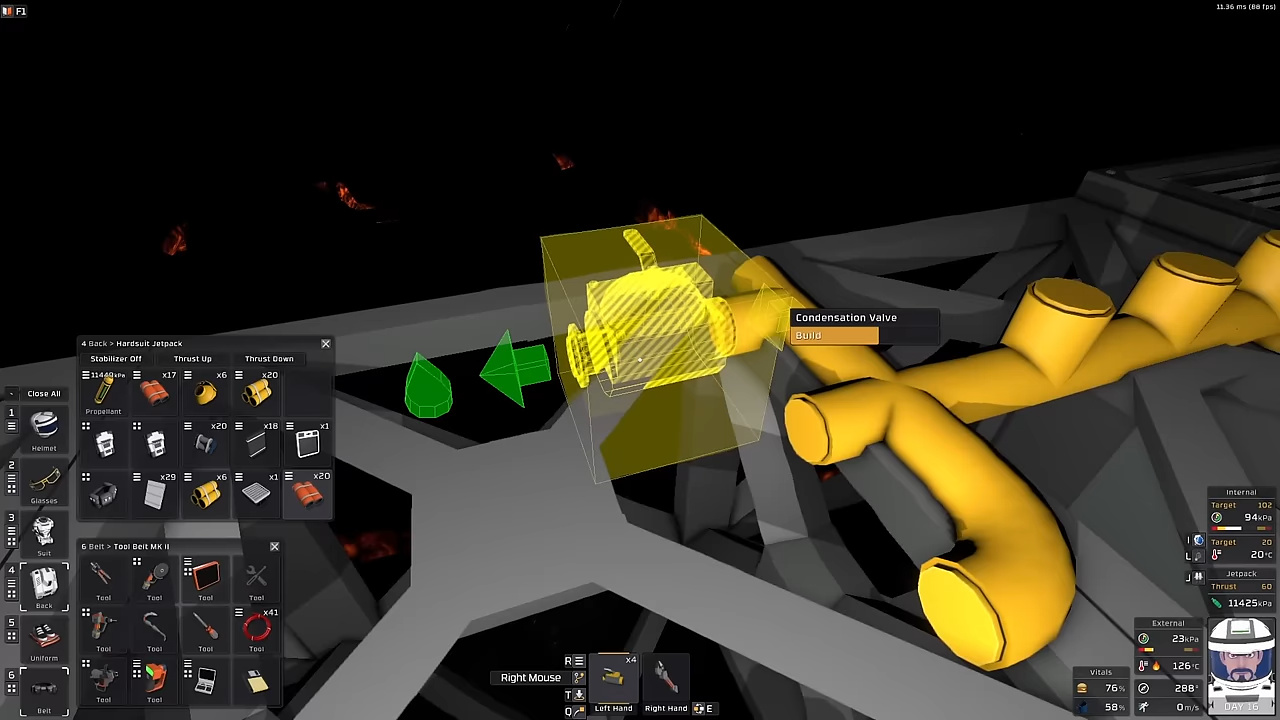 F1
11.36 ms (88 fps)
Condensation Valve
Build
4 Back > Hardsuit Jetpack
Stabilizer Off Thrust Up Thrust Down
11449kPa x17 x6 x20
Propellant
x20 x18 x1
x29 x6 x1 x20
Close All
1
Helmet
2
Glasses
3
Suit
4
Back
5
Uniform
6
Belt
6 Belt > Tool Belt MK II
Tool Tool Tool Tool
x41
Tool Tool Tool Tool
Tool Tool
R
Right Mouse
T
Q
x4
Left Hand Right Hand E
Internal
Target 102
94kPa
Target 20
20°C
I
L
J
Jetpack
Thrust 60
11425kPa
External
23kPa
126°C
288°
0m/s
Vitals
76%
58%
DAY 16